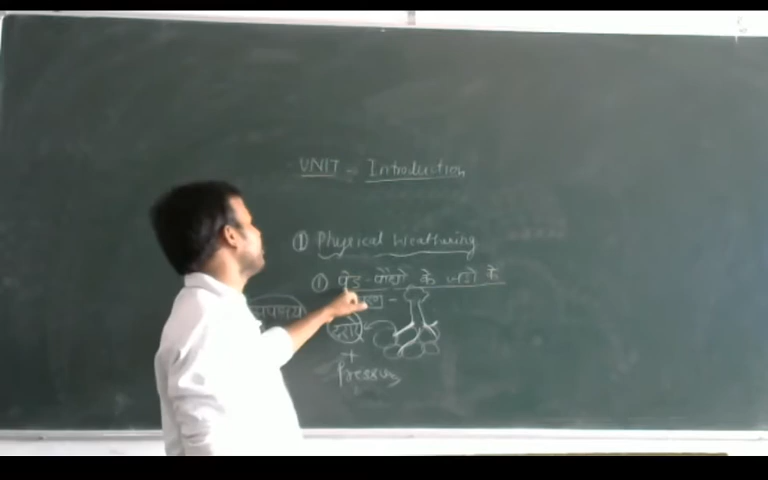 UNIT - Introduction
① Physical weathering
① पेड़-पौधों के जड़ों के
+
Pressure